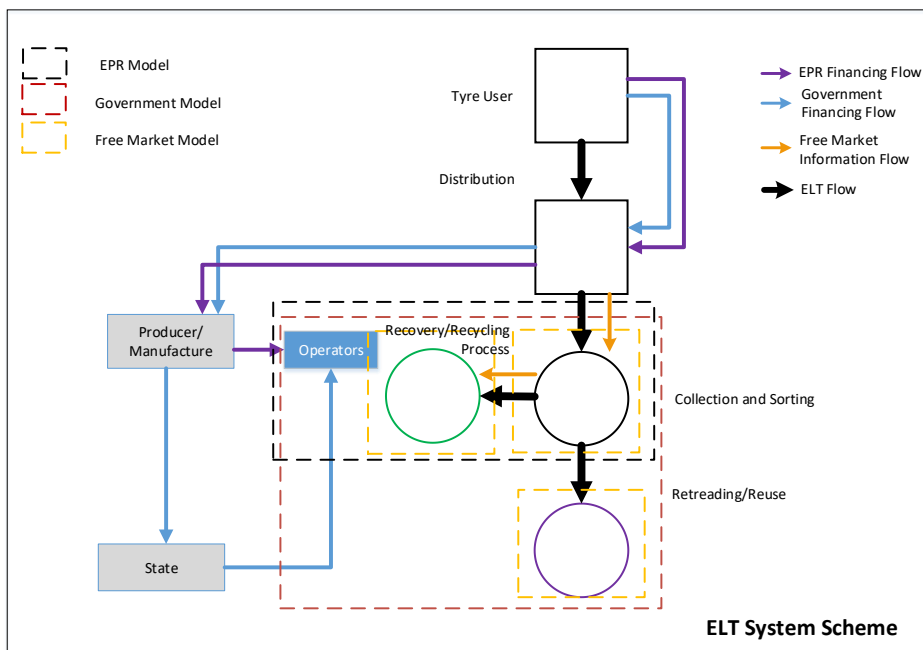 EPR Model
Government Model
Free Market Model
Tyre User
EPR Financing Flow
Government
Financing Flow
Free Market
Information Flow
ELT Flow
Distribution
Producer/
Manufacture
Operators
Recovery/Recycling
Process
Collection and Sorting
Retreading/Reuse
State
ELT System Scheme